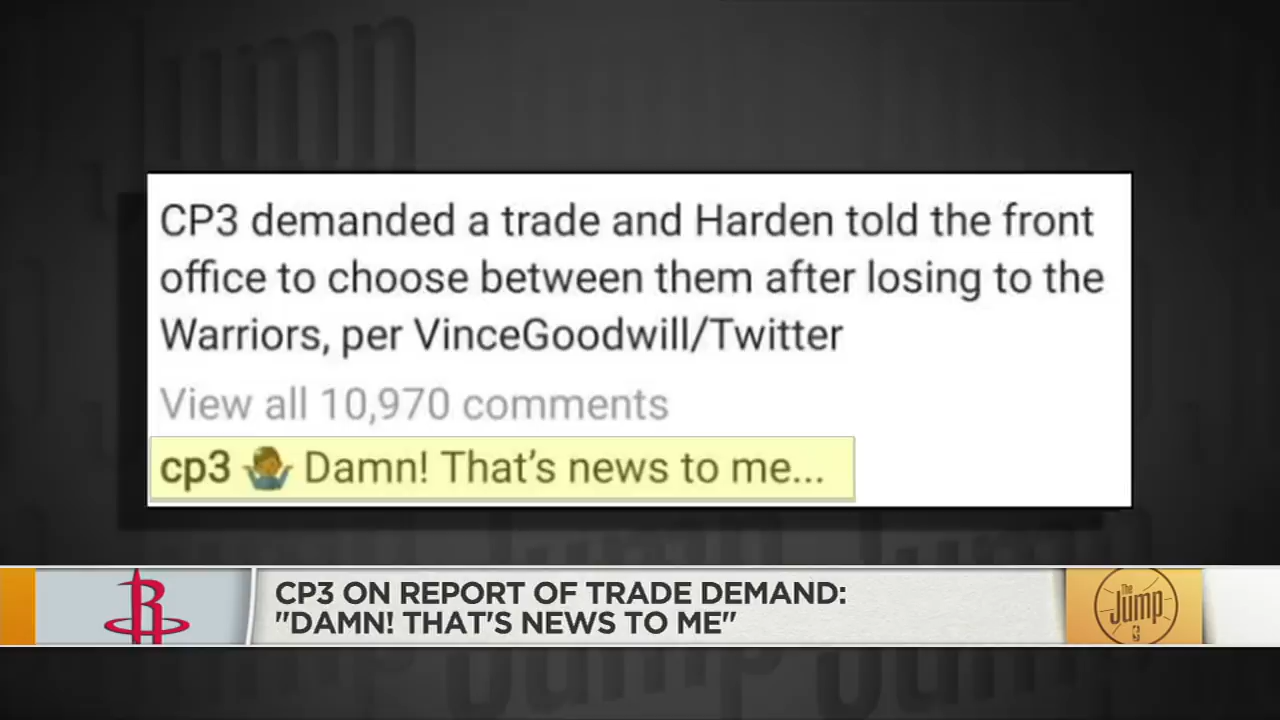 CP3 demanded a trade and Harden told the front
office to choose between them after losing to the
Warriors, per VinceGoodwill/Twitter
View all 10,970 comments
cp3 🤷🏾‍♂️ Damn! That’s news to me...
R
CP3 ON REPORT OF TRADE DEMAND:
"DAMN! THAT'S NEWS TO ME"
The
Jump
Jump
Jump